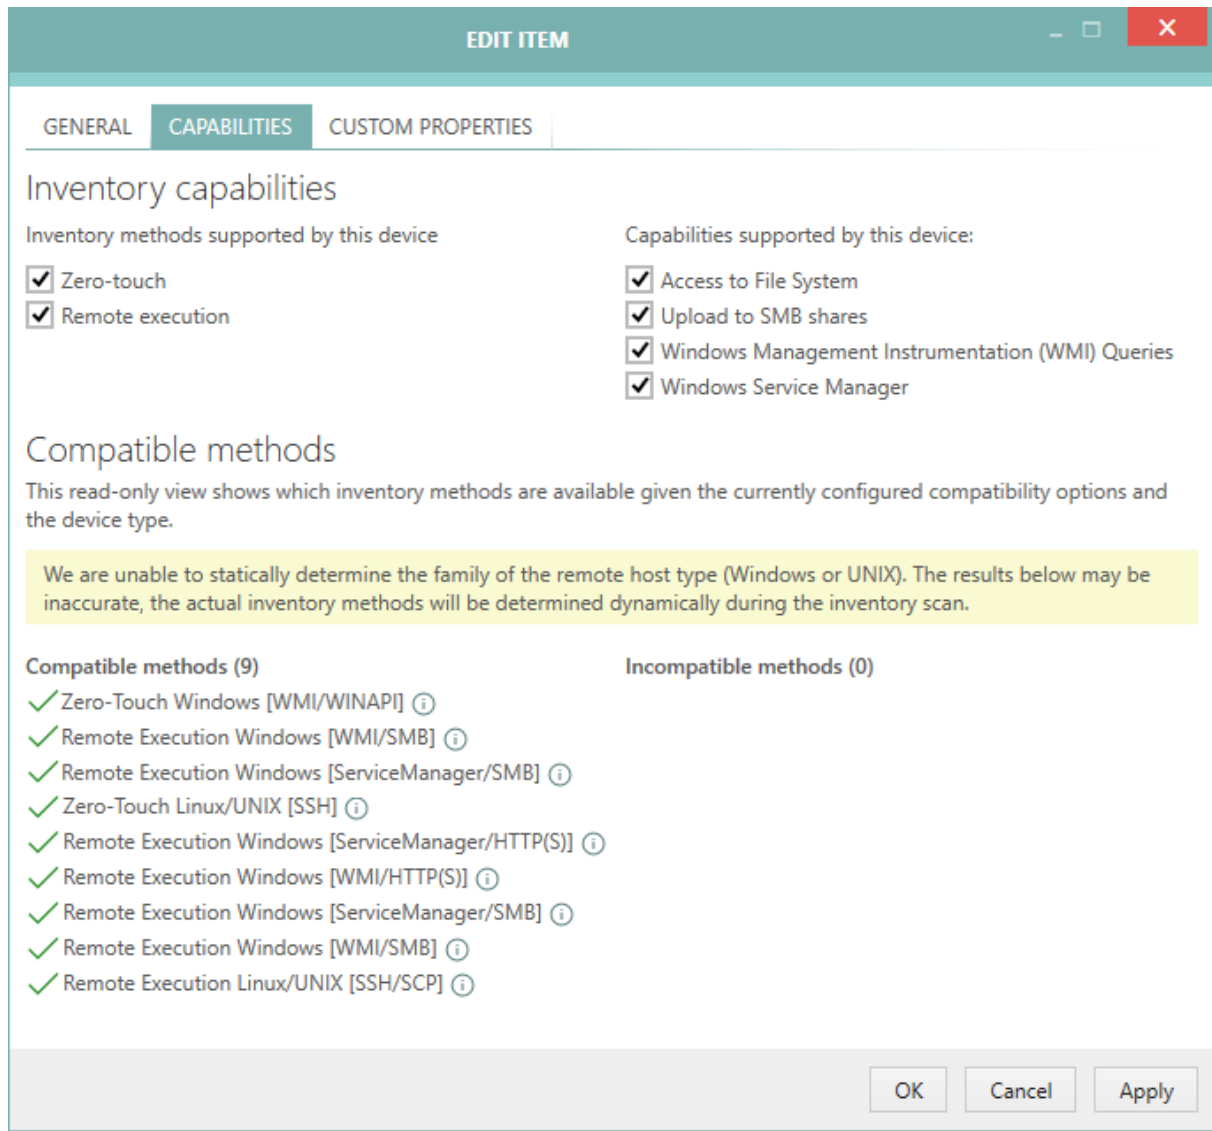 EDIT ITEM
GENERAL CAPABILITIES CUSTOM PROPERTIES
Inventory capabilities
Inventory methods supported by this device
Zero-touch
Remote execution
Capabilities supported by this device:
Access to File System
Upload to SMB shares
Windows Management Instrumentation (WMI) Queries
Windows Service Manager
Compatible methods
This read-only view shows which inventory methods are available given the currently configured compatibility options and
the device type.
We are unable to statically determine the family of the remote host type (Windows or UNIX). The results below may be
inaccurate, the actual inventory methods will be determined dynamically during the inventory scan.
Compatible methods (9)
Zero-Touch Windows [WMI/WINAPI]
Remote Execution Windows [WMI/SMB]
Remote Execution Windows [ServiceManager/SMB]
Zero-Touch Linux/UNIX [SSH]
Remote Execution Windows [ServiceManager/HTTP(S)]
Remote Execution Windows [WMI/HTTP(S)]
Remote Execution Windows [ServiceManager/SMB]
Remote Execution Windows [WMI/SMB]
Remote Execution Linux/UNIX [SSH/SCP]
Incompatible methods (0)
OK Cancel Apply